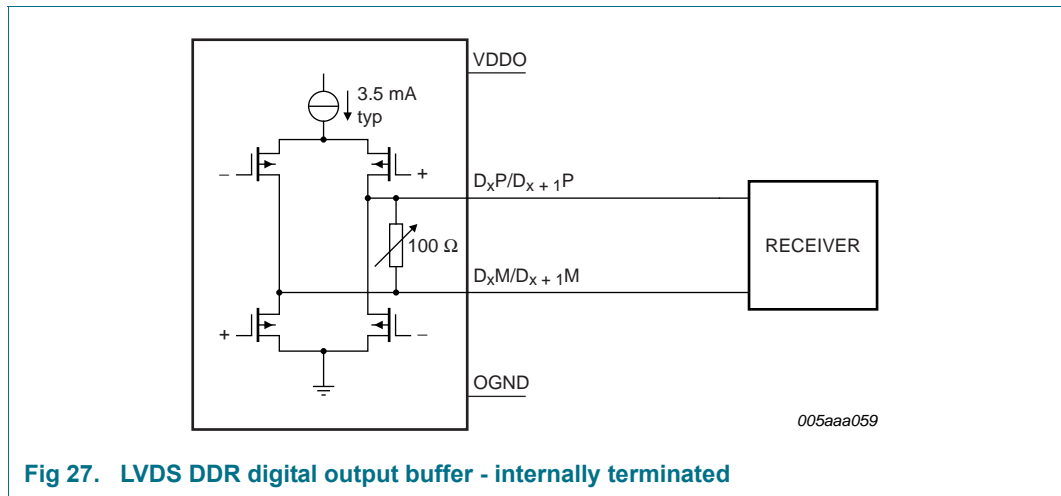 VDDO
3.5 mA
typ
−
+
DxP/Dx + 1P
100 Ω
RECEIVER
DxM/Dx + 1M
+
−
OGND
005aaa059
Fig 27. LVDS DDR digital output buffer - internally terminated